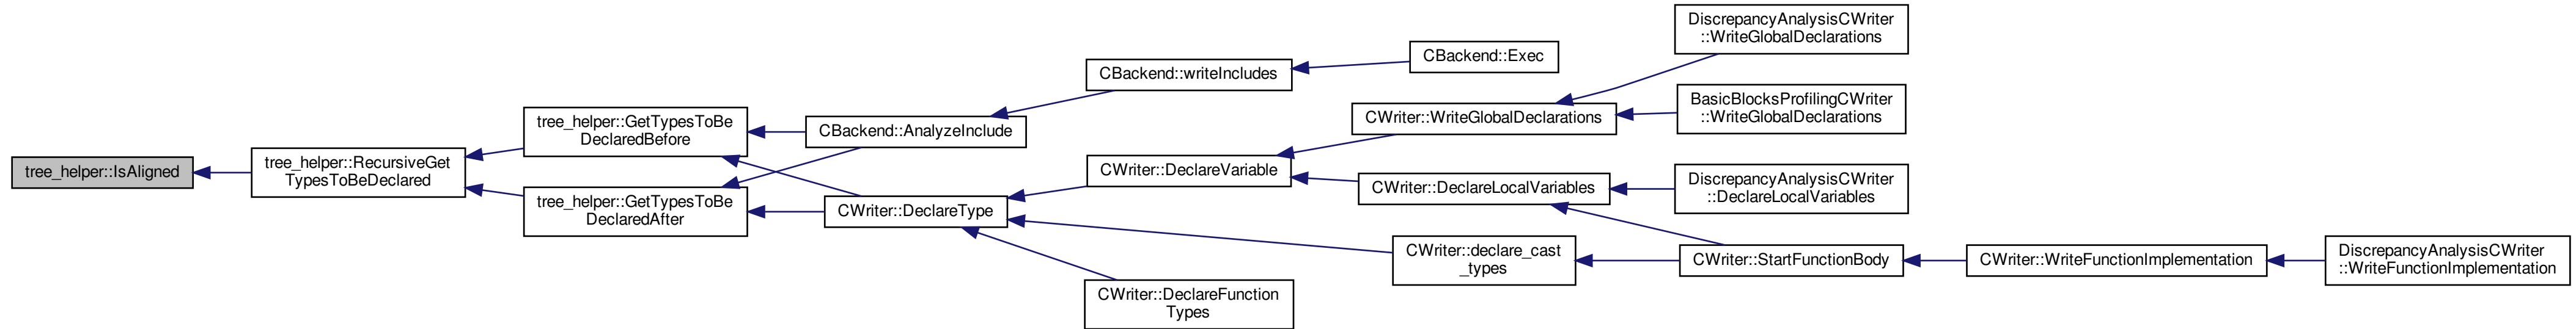 tree_helper::IsAligned
tree_helper::RecursiveGet
TypesToBeDeclared
tree_helper::GetTypesToBe
DeclaredBefore
tree_helper::GetTypesToBe
DeclaredAfter
CBackend::AnalyzeInclude
CWriter::DeclareType
CBackend::writeIncludes
CWriter::DeclareVariable
CWriter::DeclareFunction
Types
CBackend::Exec
CWriter::WriteGlobalDeclarations
CWriter::DeclareLocalVariables
CWriter::declare_cast
_types
DiscrepancyAnalysisCWriter
::WriteGlobalDeclarations
BasicBlocksProfilingCWriter
::WriteGlobalDeclarations
DiscrepancyAnalysisCWriter
::DeclareLocalVariables
CWriter::StartFunctionBody
CWriter::WriteFunctionImplementation
DiscrepancyAnalysisCWriter
::WriteFunctionImplementation